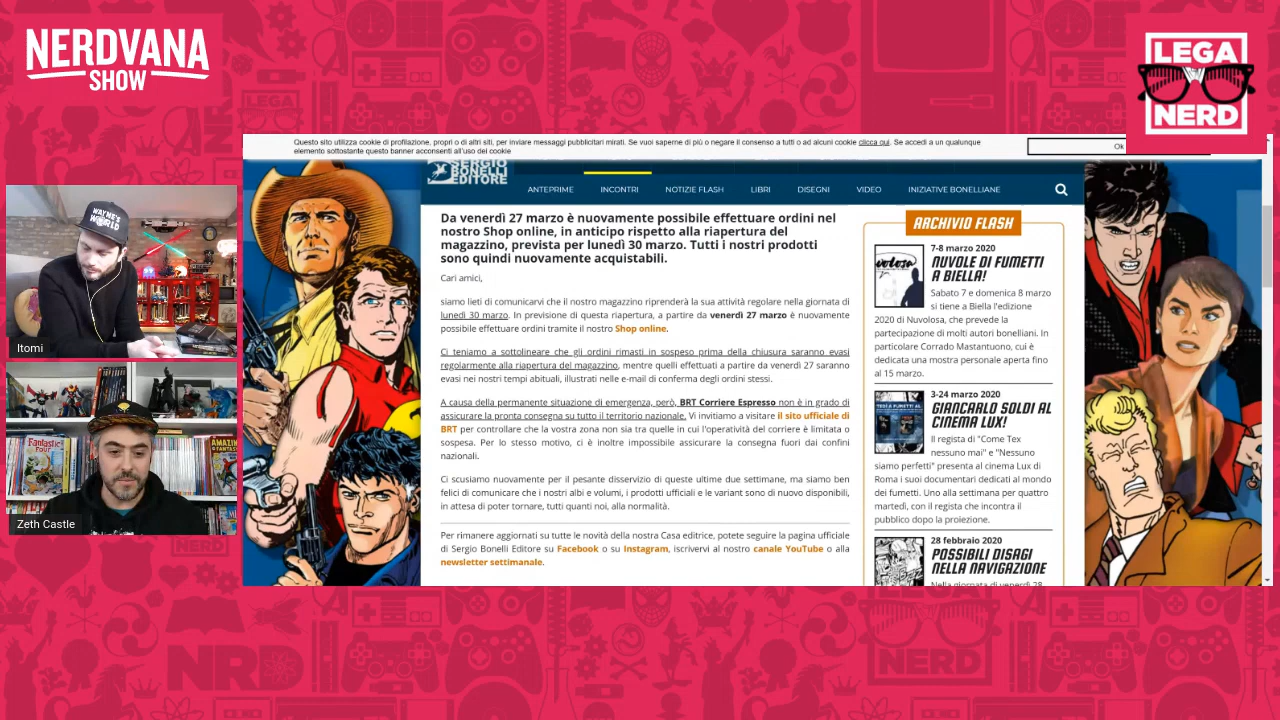 NERDVANA
SHOW
LEGA
NERD
Questo sito utilizza cookie di profilazione, propri o di altri siti, per inviare messaggi pubblicitari mirati. Se vuoi saperne di più o negare il consenso a tutti o ad alcuni cookie clicca qui. Se accedi a un qualunque
elemento sottostante questo banner acconsenti all'uso dei cookie
Ok
SERGIO
BONELLI
EDITORE
ANTEPRIME INCONTRI NOTIZIE FLASH LIBRI DISEGNI VIDEO INIZIATIVE BONELLIANE
Da venerdì 27 marzo è nuovamente possibile effettuare ordini nel
nostro Shop online, in anticipo rispetto alla riapertura del
magazzino, prevista per lunedì 30 marzo. Tutti i nostri prodotti
sono quindi nuovamente acquistabili.
Cari amici,
siamo lieti di comunicarvi che il nostro magazzino riprenderà la sua attività regolare nella giornata di
lunedì 30 marzo. In previsione di questa riapertura, a partire da venerdì 27 marzo è nuovamente
possibile effettuare ordini tramite il nostro Shop online.
Ci teniamo a sottolineare che gli ordini rimasti in sospeso prima della chiusura saranno evasi
regolarmente alla riapertura del magazzino, mentre quelli effettuati a partire da venerdì 27 saranno
evasi nei nostri tempi abituali, illustrati nelle e-mail di conferma degli ordini stessi.
A causa della permanente situazione di emergenza, però, BRT Corriere Espresso non è in grado di
assicurare la pronta consegna su tutto il territorio nazionale. Vi invitiamo a visitare il sito ufficiale di
BRT per controllare che la vostra zona non sia tra quelle in cui l'operatività del corriere è limitata o
sospesa. Per lo stesso motivo, ci è inoltre impossibile assicurare la consegna fuori dai confini
nazionali.
Ci scusiamo nuovamente per il pesante disservizio di queste ultime due settimane, ma siamo ben
felici di comunicare che i nostri albi e volumi, i prodotti ufficiali e le variant sono di nuovo disponibili,
in attesa di poter tornare, tutti quanti noi, alla normalità.
Per rimanere aggiornati su tutte le novità della nostra Casa editrice, potete seguire la pagina ufficiale
di Sergio Bonelli Editore su Facebook o su Instagram, iscrivervi al nostro canale YouTube o alla
newsletter settimanale.
ARCHIVIO FLASH
7-8 marzo 2020
NUVOLE DI FUMETTI
A BIELLA!
Sabato 7 e domenica 8 marzo
si tiene a Biella l'edizione
2020 di Nuvolosa, che prevede la
partecipazione di molti autori bonelliani. In
particolare Corrado Mastantuono, cui è
dedicata una mostra personale aperta fino
al 15 marzo.
3-24 marzo 2020
GIANCARLO SOLDI AL
CINEMA LUX!
Il regista di "Come Tex
nessuno mai" e "Nessuno
siamo perfetti" presenta al cinema Lux di
Roma i suoi documentari dedicati al mondo
dei fumetti. Uno alla settimana per quattro
martedì, con il regista che incontra il
pubblico dopo la proiezione.
28 febbraio 2020
POSSIBILI DISAGI
NELLA NAVIGAZIONE
Nella giornata di venerdì 28
WAYNE'S
WORLD
Itomi
FANTASTIC
FOUR
AMAZING
Zeth Castle
LEGA
NERD
NRD
NERD